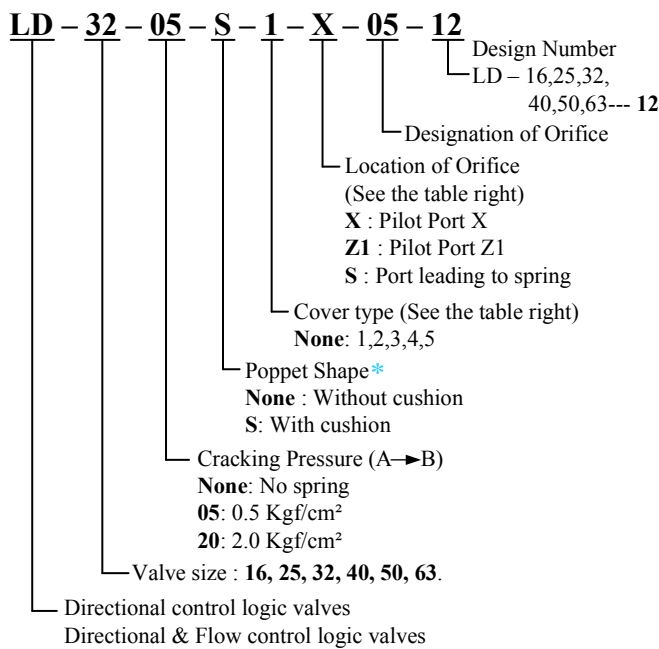 LD – 32 – 05 – S – 1 – X – 05 – 12
Design Number
LD – 16,25,32,
40,50,63--- 12
Designation of Orifice
Location of Orifice
(See the table right)
X : Pilot Port X
Z1 : Pilot Port Z1
S : Port leading to spring
Cover type (See the table right)
None: 1,2,3,4,5
Poppet Shape*
None : Without cushion
S: With cushion
Cracking Pressure (A→B)
None: No spring
05: 0.5 Kgf/cm²
20: 2.0 Kgf/cm²
Valve size : 16, 25, 32, 40, 50, 63.
Directional control logic valves
Directional & Flow control logic valves